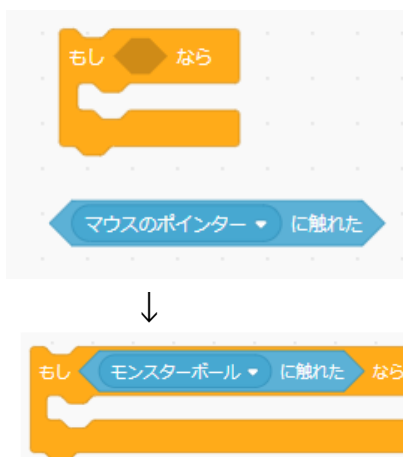 もし なら
マウスのポインター に触れた
↓
もし モンスターボール に触れた なら